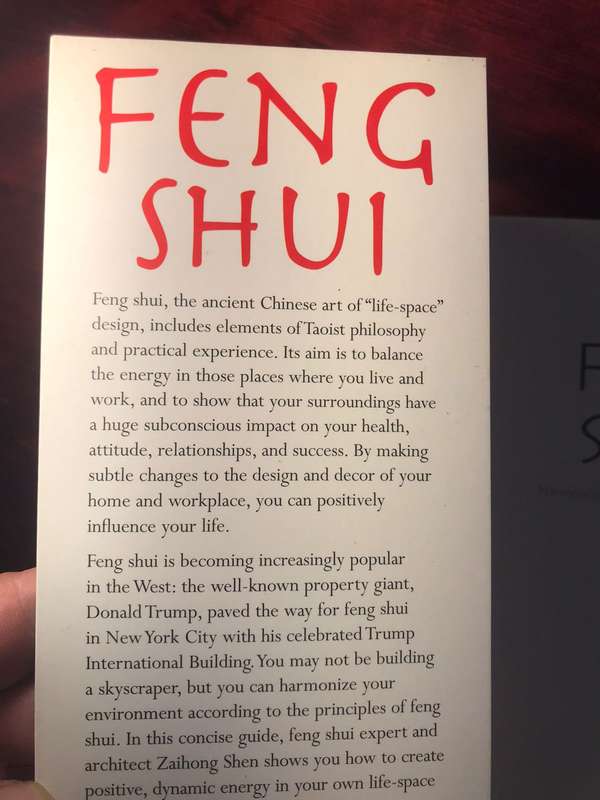 FENG
SHUI
Feng shui, the ancient Chinese art of “life-space”
design, includes elements of Taoist philosophy
and practical experience. Its aim is to balance
the energy in those places where you live and
work, and to show that your surroundings have
a huge subconscious impact on your health,
attitude, relationships, and success. By making
subtle changes to the design and decor of your
home and workplace, you can positively
influence your life.
Feng shui is becoming increasingly popular
in the West: the well-known property giant,
Donald Trump, paved the way for feng shui
in New York City with his celebrated Trump
International Building. You may not be building
a skyscraper, but you can harmonize your
environment according to the principles of feng
shui. In this concise guide, feng shui expert and
architect Zaihong Shen shows you how to create
positive, dynamic energy in your own life-space